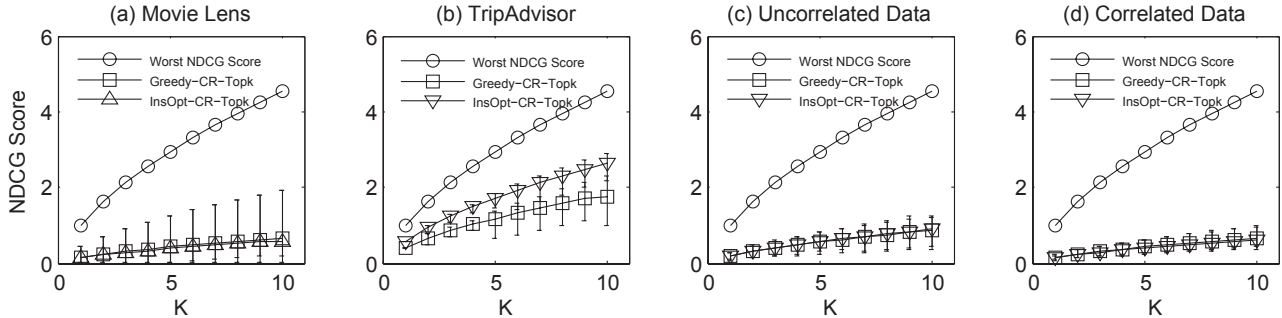 (a) Movie Lens
6
4
2
0
NDCG Score
Worst NDCG Score
Greedy−CR−Topk
InsOpt−CR−Topk
0
5
10
K
(b) TripAdvisor
6
4
2
0
Worst NDCG Score
Greedy−CR−Topk
InsOpt−CR−Topk
0
5
10
K
(c) Uncorrelated Data
6
4
2
0
Worst NDCG Score
Greedy−CR−Topk
InsOpt−CR−Topk
0
5
10
K
(d) Correlated Data
6
4
2
0
Worst NDCG Score
Greedy−CR−Topk
InsOpt−CR−Topk
0
5
10
K